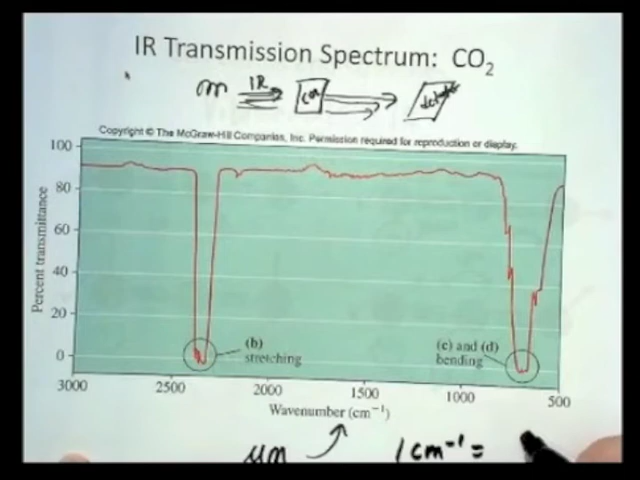 IR Transmission Spectrum: CO2
IR
CO2
Copyright © The McGraw-Hill Companies, Inc. Permission required for reproduction or display.
100
80
60
40
20
0
Percent transmittance
(b)
stretching
(c) and (d)
bending
3000 2500 2000 1500 1000 500
Wavenumber (cm⁻¹)
μm
1 cm⁻¹ =